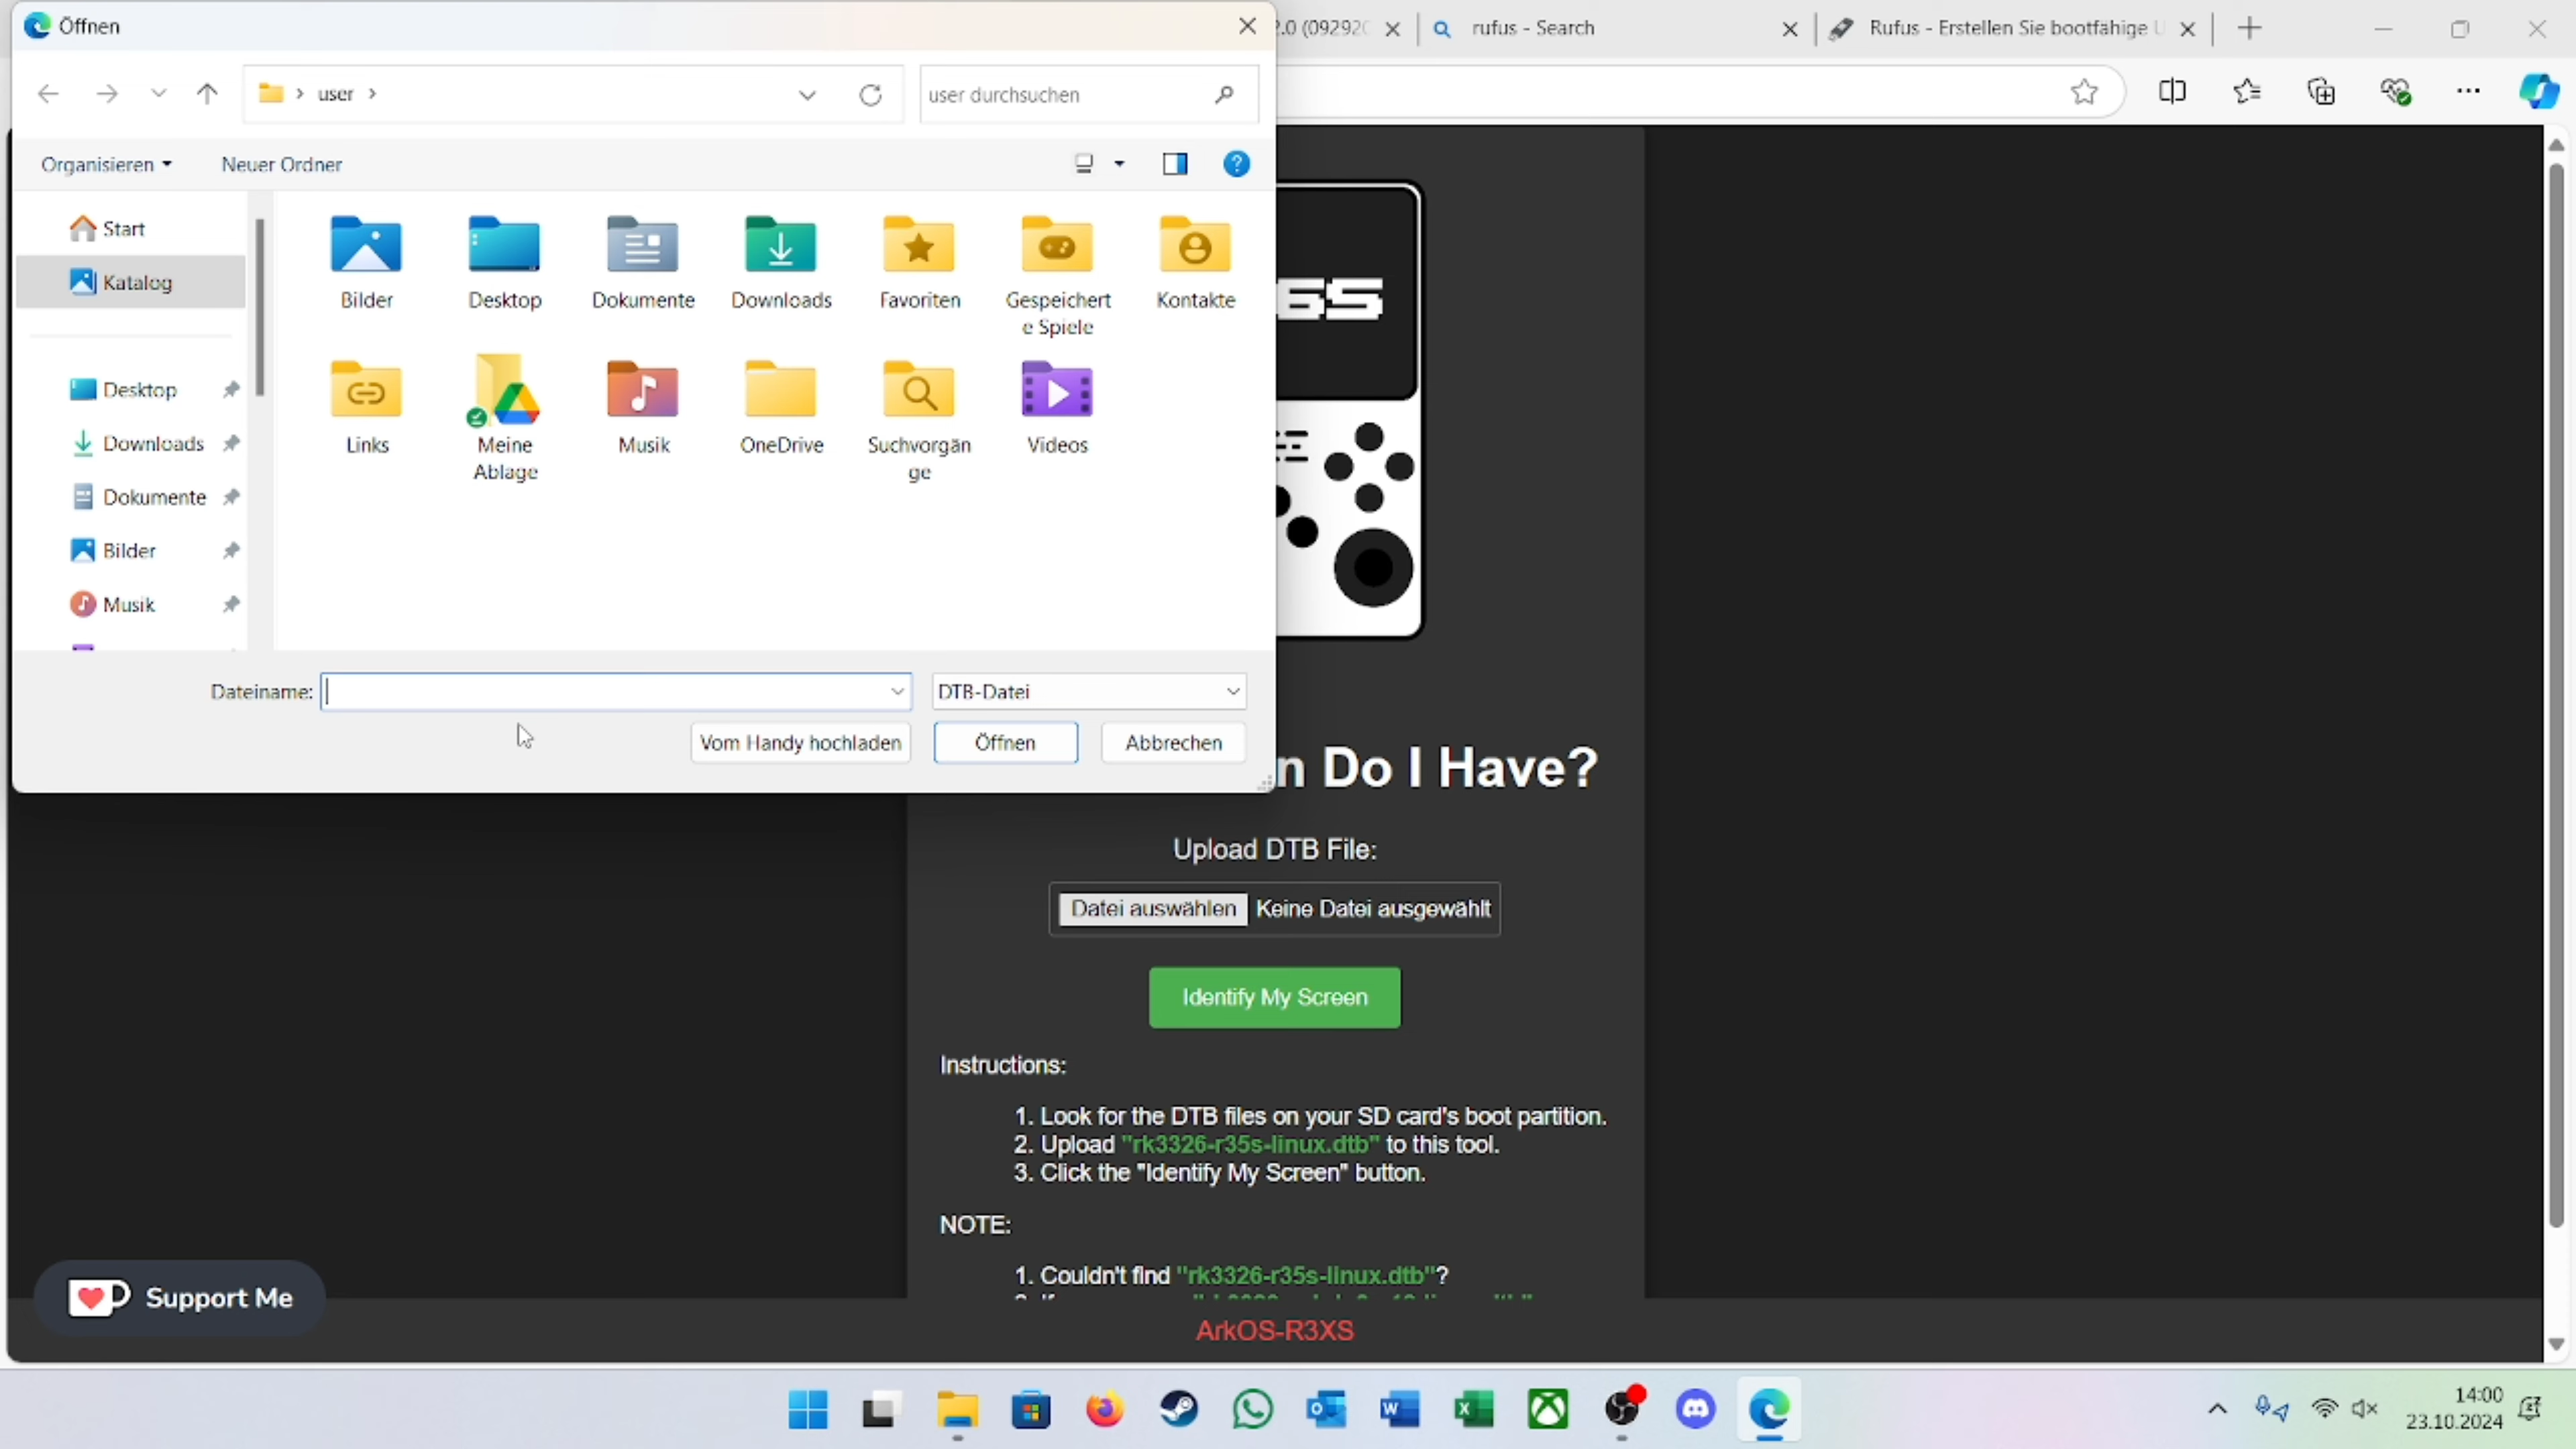 Öffnen
2.0 (09292
rufus - Search
Rufus - Erstellen Sie bootfähige U
user
user durchsuchen
Organisieren
Neuer Ordner
Start
Katalog
Desktop
Downloads
Dokumente
Bilder
Musik
Bilder
Desktop
Dokumente
Downloads
Favoriten
Gespeichert
e Spiele
Kontakte
Links
Meine
Ablage
Musik
OneDrive
Suchvorgän
ge
Videos
Dateiname:
DTB-Datei
Vom Handy hochladen
Öffnen
Abbrechen
6S
n Do I Have?
Upload DTB File:
Datei auswählen Keine Datei ausgewählt
Identify My Screen
Instructions:
1. Look for the DTB files on your SD card's boot partition.
2. Upload "rk3326-r35s-linux.dtb" to this tool.
3. Click the "Identify My Screen" button.
NOTE:
1. Couldn't find "rk3326-r35s-linux.dtb"?
Support Me
ArkOS-R3XS
14:00
23.10.2024